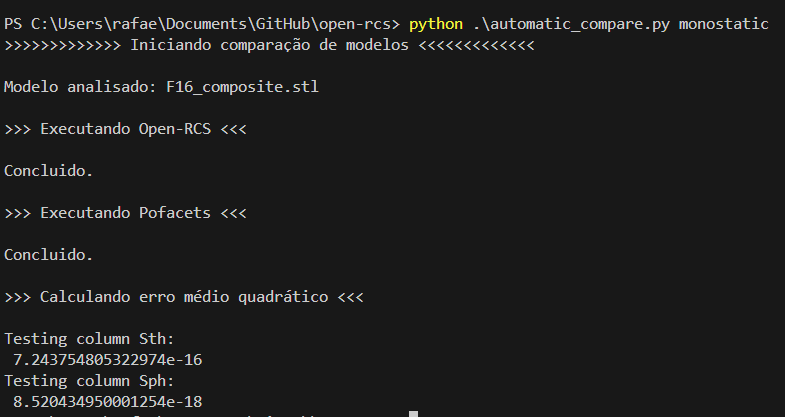 PS C:\Users\rafae\Documents\GitHub\open-rcs> python .\automatic_compare.py monostatic
>>>>>>>>>>>>> Iniciando comparação de modelos <<<<<<<<<<<<<
Modelo analisado: F16_composite.stl
>>> Executando Open-RCS <<<
Concluido.
>>> Executando Pofacets <<<
Concluido.
>>> Calculando erro médio quadrático <<<
Testing column Sth:
7.243754805322974e-16
Testing column Sph:
8.520434950001254e-18